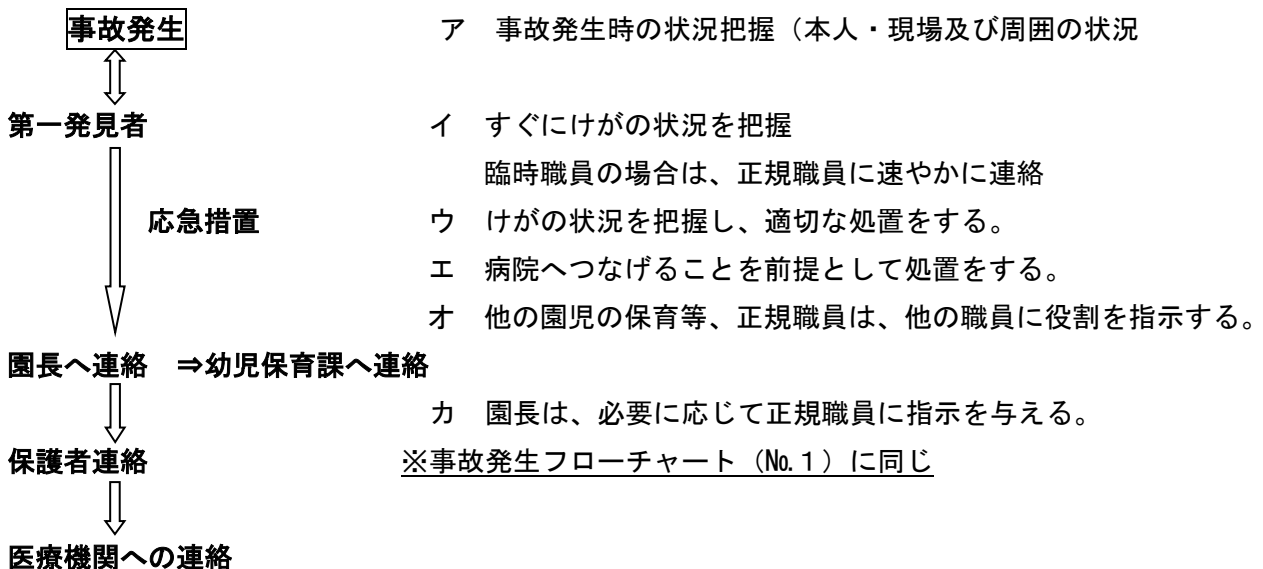 事故発生　ア　事故発生時の状況把握（本人・現場及び周囲の状況
第一発見者　イ　すぐにけがの状況を把握
臨時職員の場合は、正規職員に速やかに連絡
応急措置　ウ　けがの状況を把握し、適切な処置をする。
エ　病院へつなげることを前提として処置をする。
オ　他の園児の保育等、正規職員は、他の職員に役割を指示する。
園長へ連絡　⇒幼児保育課へ連絡
カ　園長は、必要に応じて正規職員に指示を与える。
保護者連絡　※事故発生フローチャート（№１）に同じ
医療機関への連絡